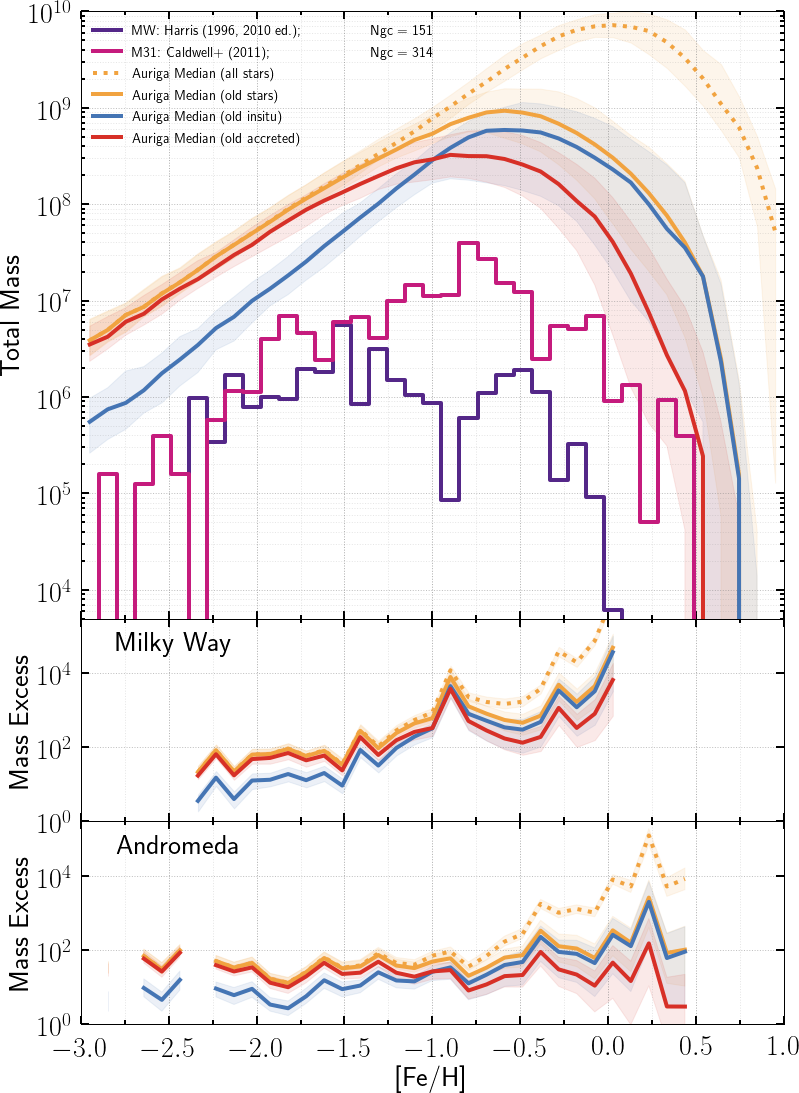 MW: Harris (1996, 2010 ed.); Ngc = 151
M31: Caldwell+ (2011); Ngc = 314
Auriga Median (all stars)
Auriga Median (old stars)
Auriga Median (old insitu)
Auriga Median (old accreted)
Total Mass
10^10
10^9
10^8
10^7
10^6
10^5
10^4
Milky Way
Mass Excess
10^4
10^2
10^0
Andromeda
Mass Excess
10^4
10^2
10^0
−3.0 −2.5 −2.0 −1.5 −1.0 −0.5 0.0 0.5 1.0
[Fe/H]